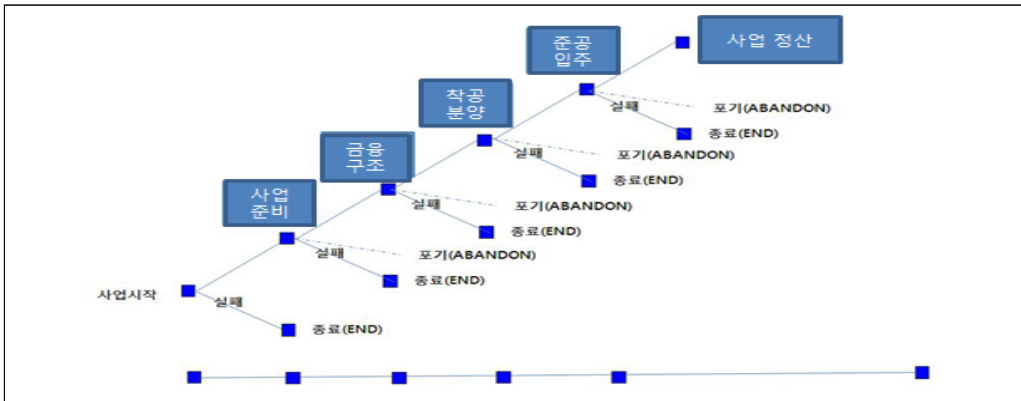 준공
입주
사업 정산
착공
분양
실패
포기(ABANDON)
종료(END)
금융
구조
실패
포기(ABANDON)
종료(END)
사업
준비
실패
포기(ABANDON)
종료(END)
실패
포기(ABANDON)
종료(END)
사업시작
실패
종료(END)